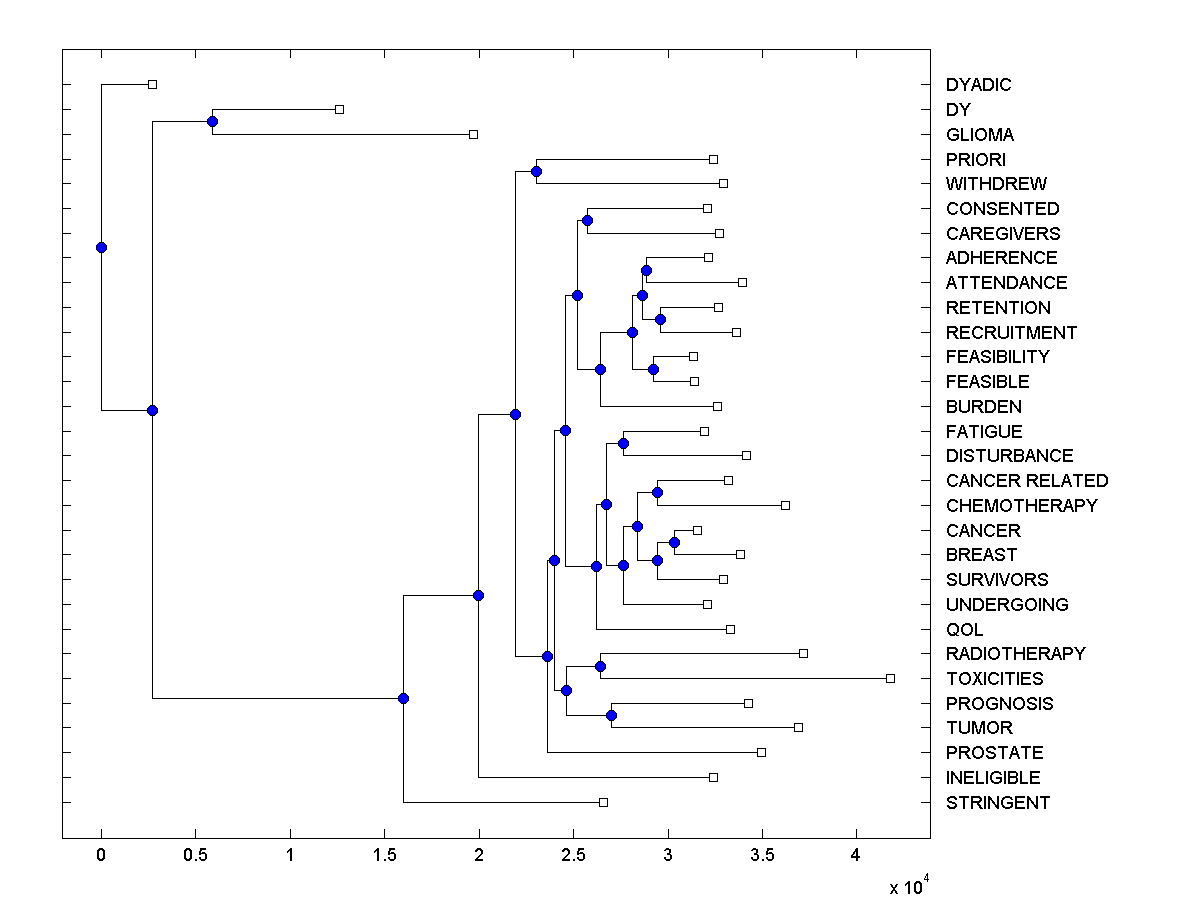 DYADIC
DY
GLIOMA
PRIORI
WITHDREW
CONSENTED
CAREGIVERS
ADHERENCE
ATTENDANCE
RETENTION
RECRUITMENT
FEASIBILITY
FEASIBLE
BURDEN
FATIGUE
DISTURBANCE
CANCER RELATED
CHEMOTHERAPY
CANCER
BREAST
SURVIVORS
UNDERGOING
QOL
RADIOTHERAPY
TOXICITIES
PROGNOSIS
TUMOR
PROSTATE
INELIGIBLE
STRINGENT
0 0.5 1 1.5 2 2.5 3 3.5 4
x 10^4